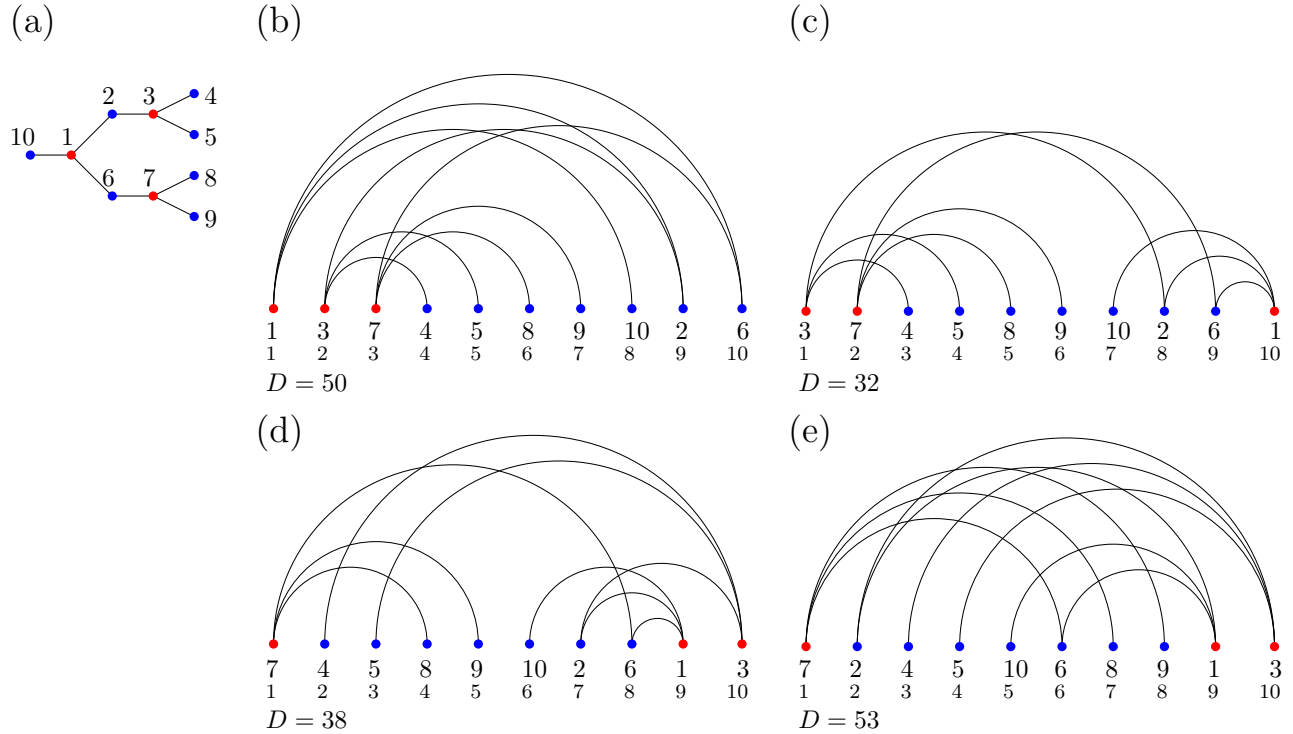 (a)
10 1 2 3 4
5
6 7 8
9
(b)
1 3 7 4 5 8 9 10 2 6
1 2 3 4 5 6 7 8 9 10
D = 50
(c)
3 7 4 5 8 9 10 2 6 1
1 2 3 4 5 6 7 8 9 10
D = 32
(d)
7 4 5 8 9 10 2 6 1 3
1 2 3 4 5 6 7 8 9 10
D = 38
(e)
7 2 4 5 10 6 8 9 1 3
1 2 3 4 5 6 7 8 9 10
D = 53